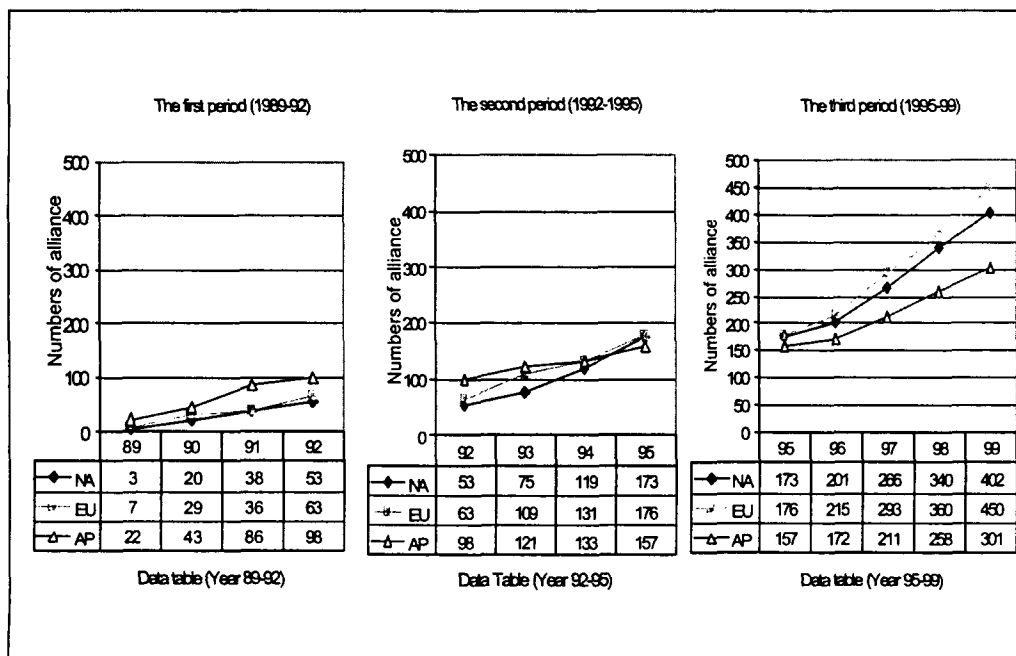 The first period (1989-92)
Numbers of alliance
500
400
300
200
100
0
89 90 91 92
NA 3 20 38 53
EU 7 29 36 63
AP 22 43 86 98
Data table (Year 89-92)
The second period (1992-1995)
Numbers of alliance
500
400
300
200
100
0
92 93 94 95
NA 53 75 119 173
EU 63 109 131 176
AP 98 121 133 157
Data Table (Year 92-95)
The third period (1995-99)
Numbers of alliance
500
450
400
350
300
250
200
150
100
50
0
95 96 97 98 99
NA 173 201 266 340 402
EU 176 215 293 360 450
AP 157 172 211 258 301
Data table (Year 95-99)